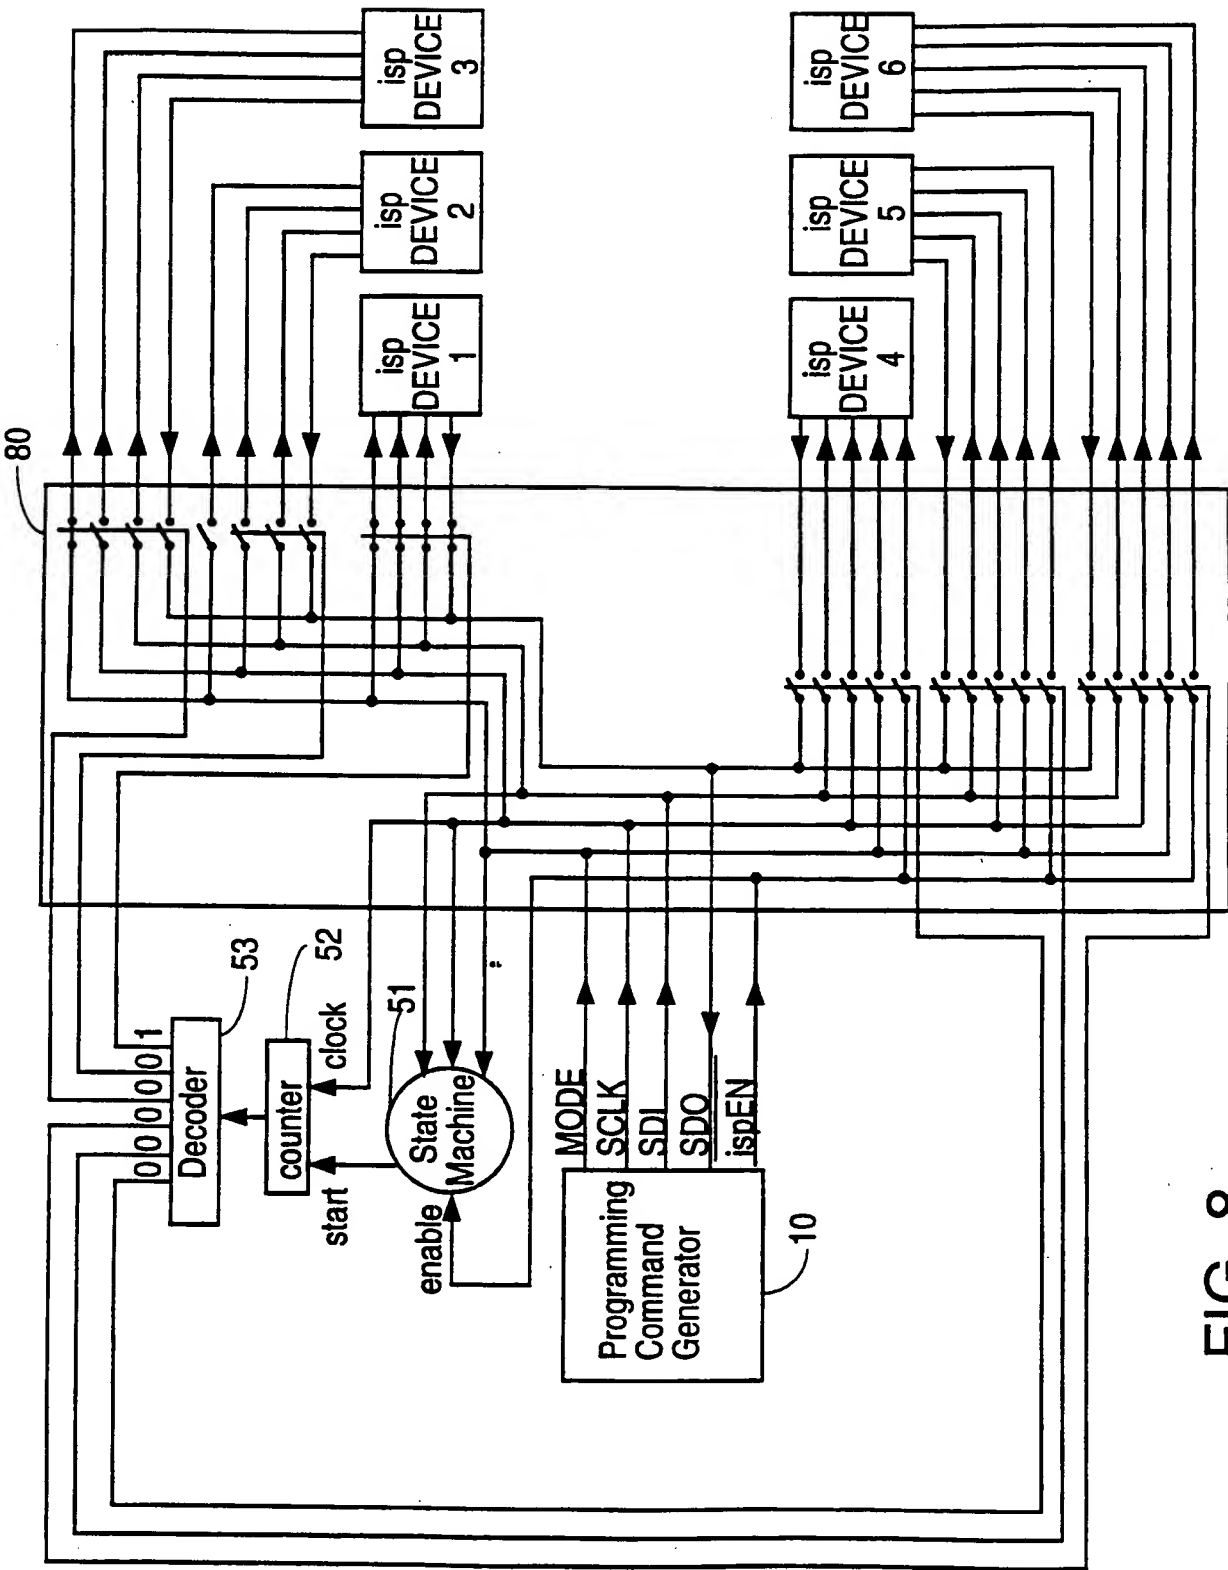 80
isp
DEVICE
3
isp
DEVICE
2
isp
DEVICE
1
isp
DEVICE
6
isp
DEVICE
5
isp
DEVICE
4
0 0 0 0 0 1
Decoder
53
counter
52
start
clock
State
Machine
51
enable
Programming
Command
Generator
10
MODE
SCLK
SDI
SDO
ispEN
FIG. 8